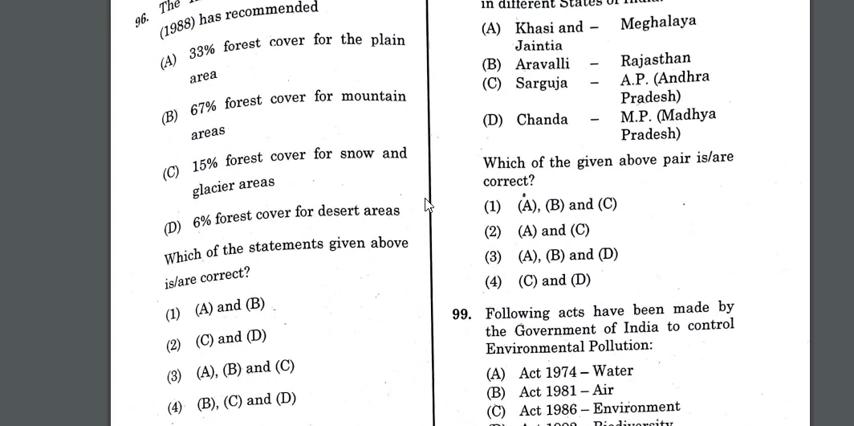 96. The
(1988) has recommended
(A) 33% forest cover for the plain
area
(B) 67% forest cover for mountain
areas
(C) 15% forest cover for snow and
glacier areas
(D) 6% forest cover for desert areas
Which of the statements given above
is/are correct?
(1) (A) and (B)
(2) (C) and (D)
(3) (A), (B) and (C)
(4) (B), (C) and (D)
in different States of
(A) Khasi and – Meghalaya
Jaintia
(B) Aravalli – Rajasthan
(C) Sarguja – A.P. (Andhra
Pradesh)
(D) Chanda – M.P. (Madhya
Pradesh)
Which of the given above pair is/are
correct?
(1) (A), (B) and (C)
(2) (A) and (C)
(3) (A), (B) and (D)
(4) (C) and (D)
99. Following acts have been made by
the Government of India to control
Environmental Pollution:
(A) Act 1974 – Water
(B) Act 1981 – Air
(C) Act 1986 – Environment